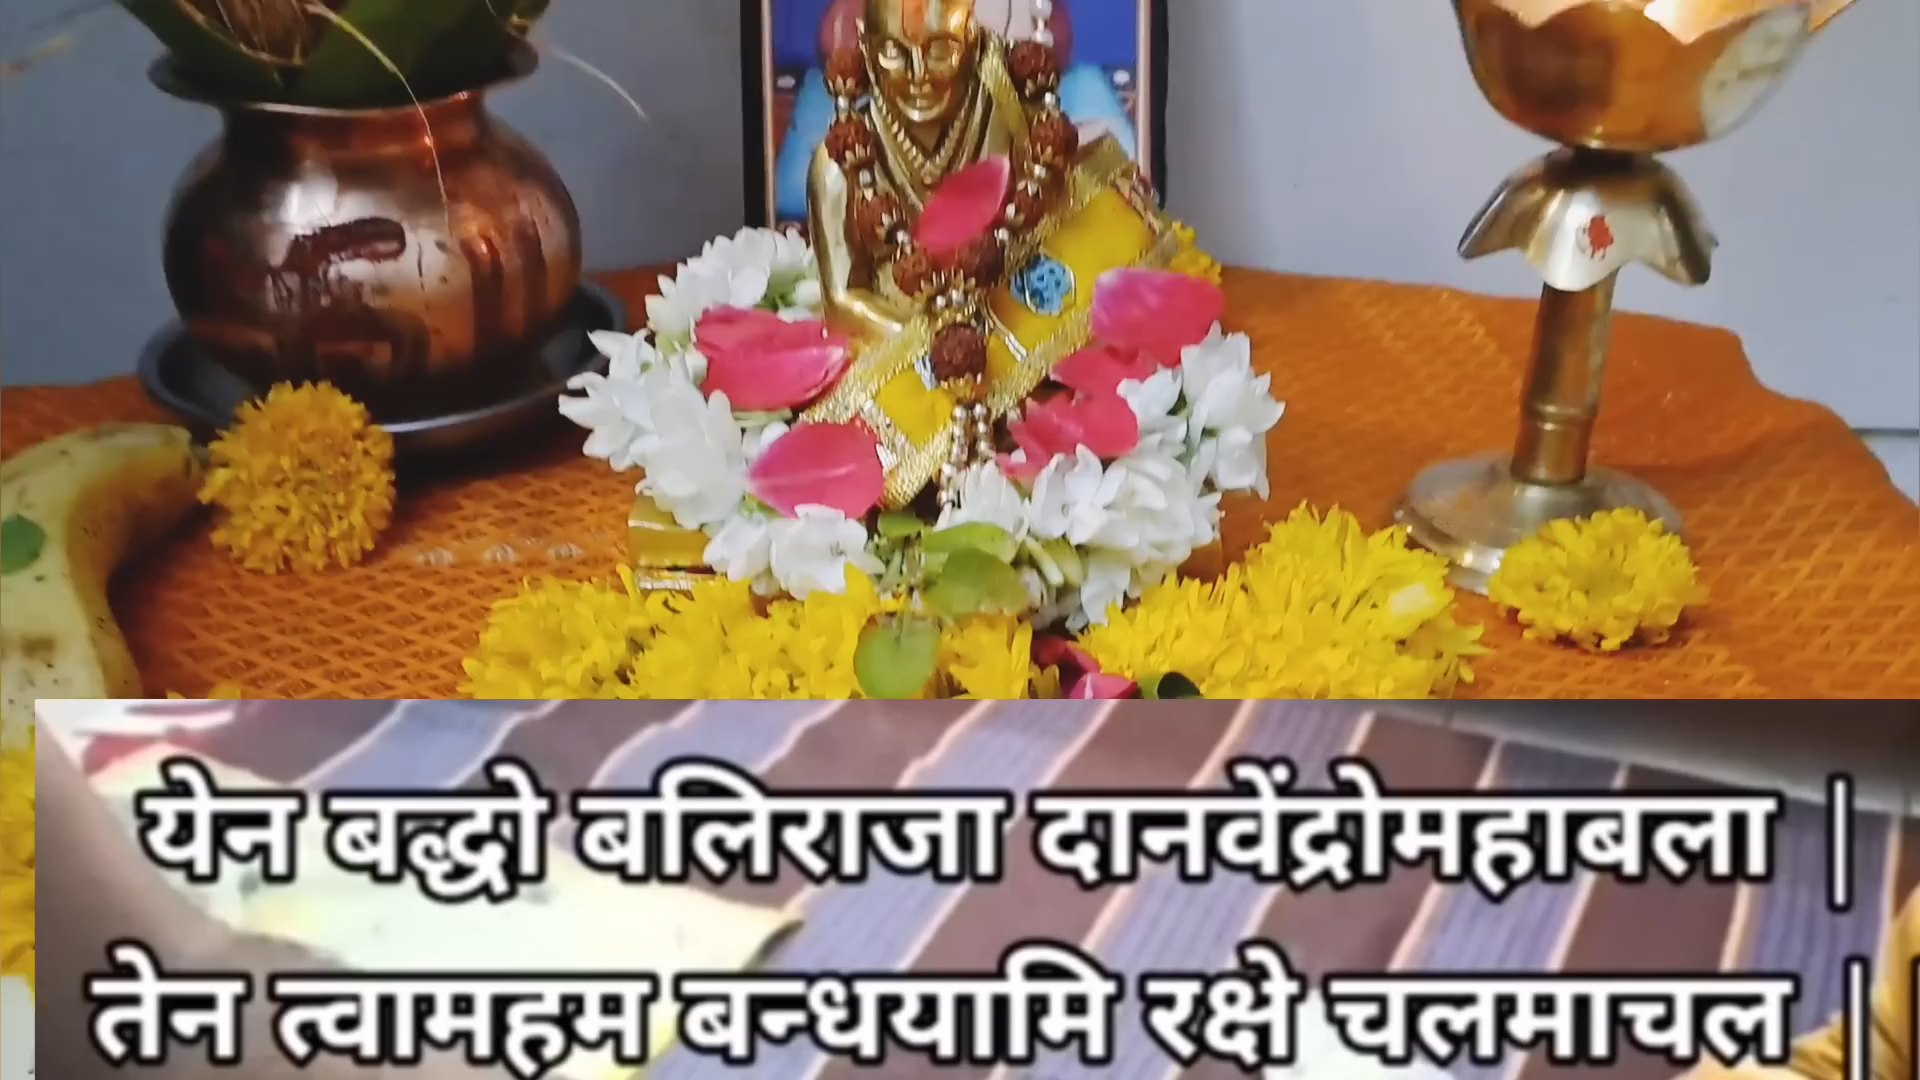 येन बद्धो बलिराजा दानवेंद्रोमहाबला |
तेन त्वामहम बन्धयामि रक्षे चलमाचल ||